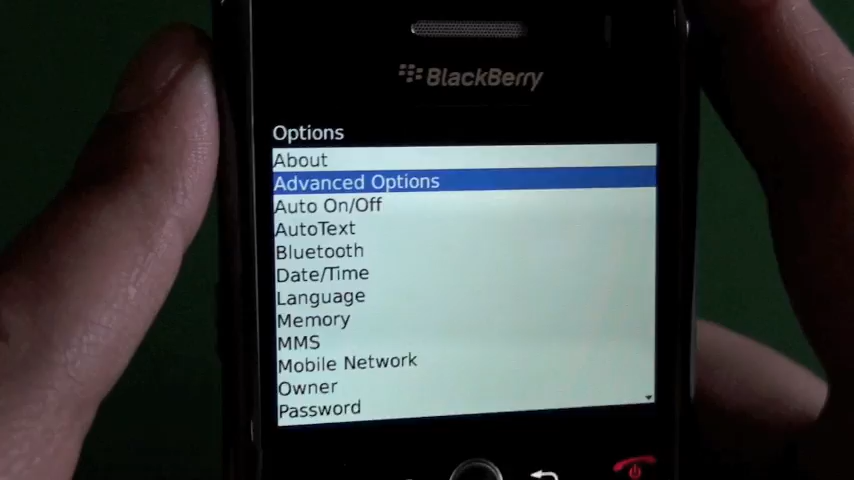 BlackBerry
Options
About
Advanced Options
Auto On/Off
AutoText
Bluetooth
Date/Time
Language
Memory
MMS
Mobile Network
Owner
Password